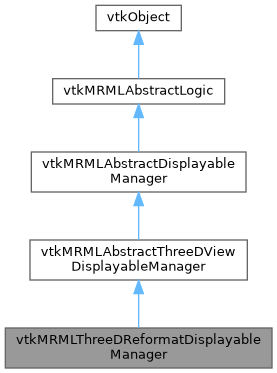 vtkObject
vtkMRMLAbstractLogic
vtkMRMLAbstractDisplayable
Manager
vtkMRMLAbstractThreeDView
DisplayableManager
vtkMRMLThreeDReformatDisplayable
Manager